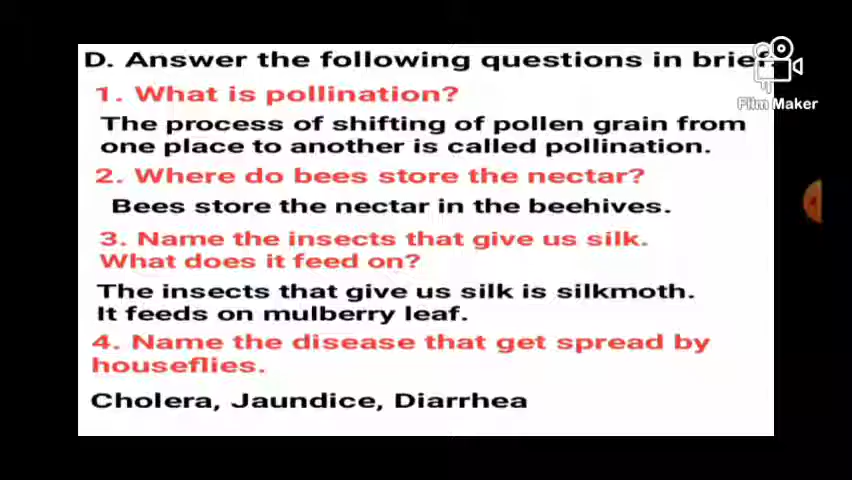 D. Answer the following questions in brief.
1. What is pollination?
Film Maker
The process of shifting of pollen grain from
one place to another is called pollination.
2. Where do bees store the nectar?
Bees store the nectar in the beehives.
3. Name the insects that give us silk.
What does it feed on?
The insects that give us silk is silkmoth.
It feeds on mulberry leaf.
4. Name the disease that get spread by
houseflies.
Cholera, Jaundice, Diarrhea